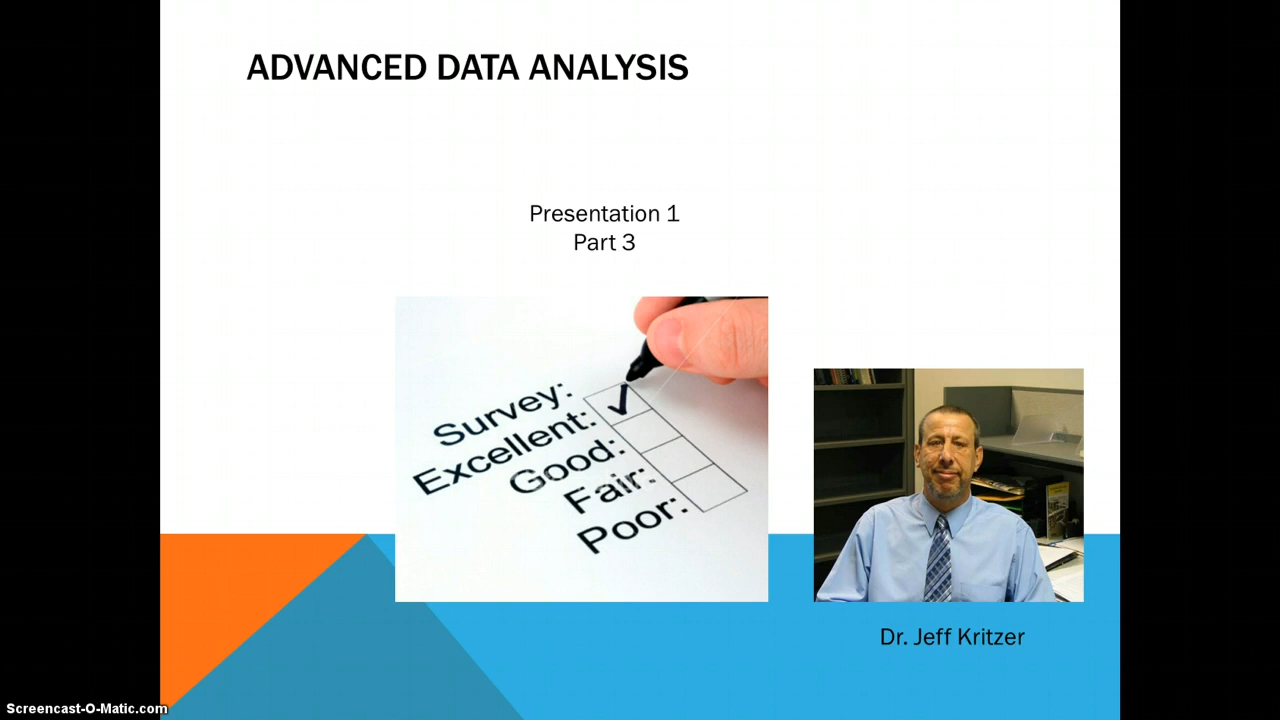 ADVANCED DATA ANALYSIS
Presentation 1
Part 3
Survey:
Excellent:
Good:
Fair:
Poor:
Dr. Jeff Kritzer
Screencast-O-Matic.com